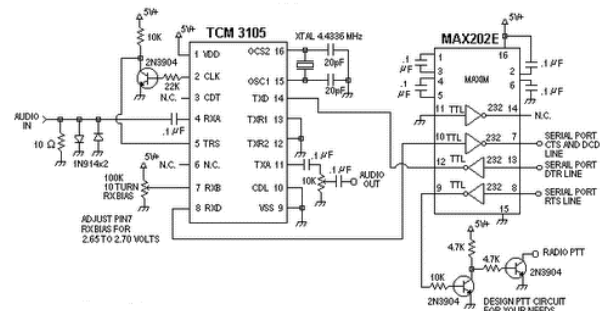 TCM 3105
5V+
10K
2N3904
22K
N.C.
1 VDD
2 CLK
3 CDT
4 RXA
5 TRS
6 N.C.
7 RXB
8 RXD
OCS2 16
OSC1 15
TXD 14
TXR1 13
TXR2 12
TXA 11
CDL 10
VSS 9
XTAL 4.4336 MHz
20pF
20pF
AUDIO
IN
10 Ω
1N914x2
.1
μF
5V+
N.C.
100K
10 TURN
RXBIAS
ADJUST PIN7
RXBIAS FOR
2.65 TO 2.70 VOLTS
.1 μF
10K
.1 μF
AUDIO
OUT
MAX202E
5V+
MAXIM
.1
μF
.1
μF
1
3
4
5
16
2
6
.1
μF
.1 μF
11 TTL 232 14
N.C.
10 TTL 232 7
SERIAL PORT
CTS AND DCD
LINE
12 TTL 232 13
SERIAL PORT
DTR LINE
9 TTL 232 8
SERIAL PORT
RTS LINE
15
5V+
4.7K
4.7K
RADIO PTT
2N3904
10K
2N3904
DESIGN PTT CIRCUIT
FOR YOUR NEEDS